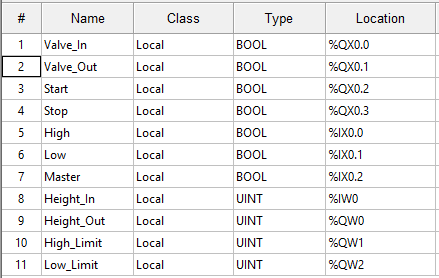 # Name Class Type Location
1 Valve_In Local BOOL %QX0.0
2 Valve_Out Local BOOL %QX0.1
3 Start Local BOOL %QX0.2
4 Stop Local BOOL %QX0.3
5 High Local BOOL %IX0.0
6 Low Local BOOL %IX0.1
7 Master Local BOOL %IX0.2
8 Height_In Local UINT %IW0
9 Height_Out Local UINT %QW0
10 High_Limit Local UINT %QW1
11 Low_Limit Local UINT %QW2